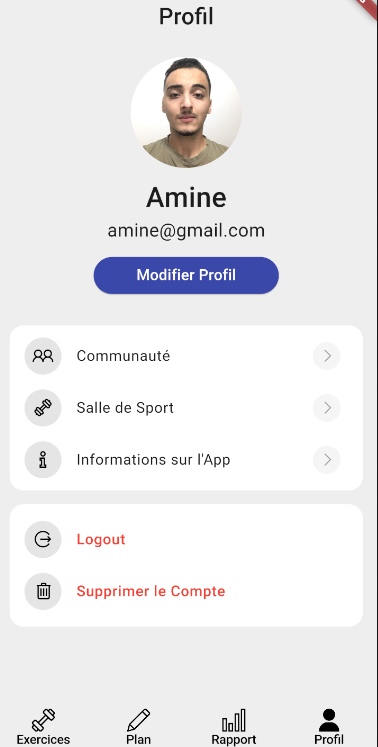 Profil
Amine
amine@gmail.com
Modifier Profil
Communauté
Salle de Sport
Informations sur l'App
Logout
Supprimer le Compte
Exercices
Plan
Rapport
Profil